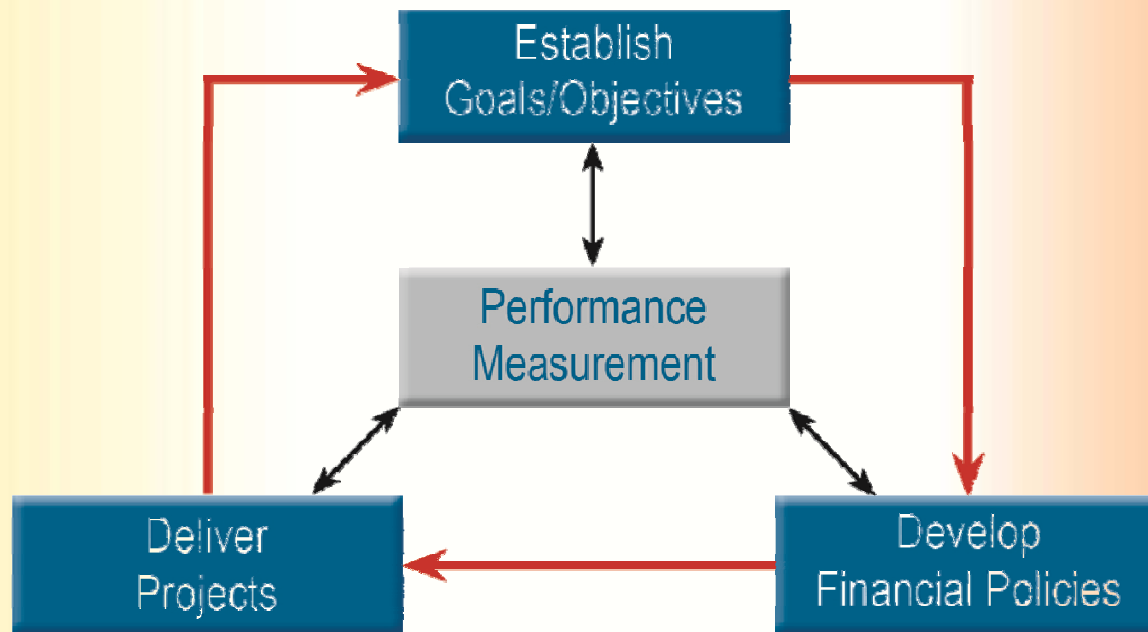 Establish
Goals/Objectives
Performance
Measurement
Deliver
Projects
Develop
Financial Policies